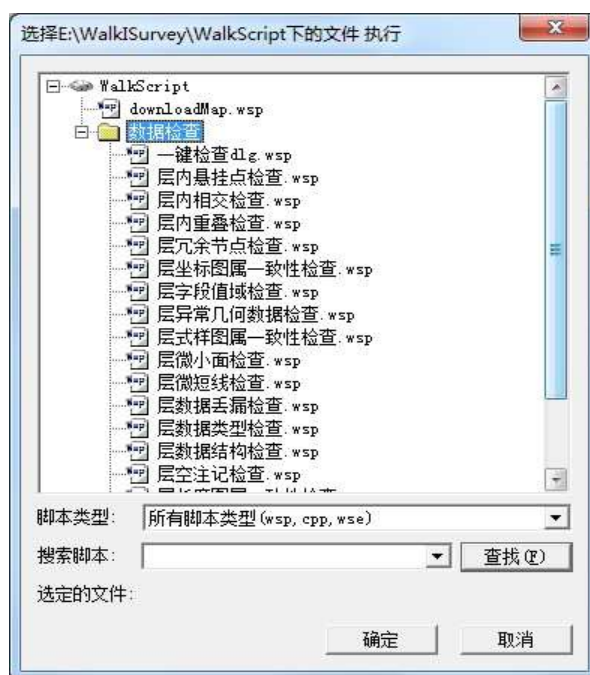 选择E:\WalkISurvey\WalkScript下的文件 执行
WalkScript
downloadMap.wsp
数据检查
一键检查dlg.wsp
层内悬挂点检查.wsp
层内相交检查.wsp
层内重叠检查.wsp
层冗余节点检查.wsp
层坐标图属一致性检查.wsp
层字段值域检查.wsp
层异常几何数据检查.wsp
层式样图属一致性检查.wsp
层微小面检查.wsp
层微短线检查.wsp
层数据丢漏检查.wsp
层数据类型检查.wsp
层数据结构检查.wsp
层空注记检查.wsp
脚本类型: 所有脚本类型(wsp,cpp,wse)
搜索脚本: 查找(F)
选定的文件:
确定 取消